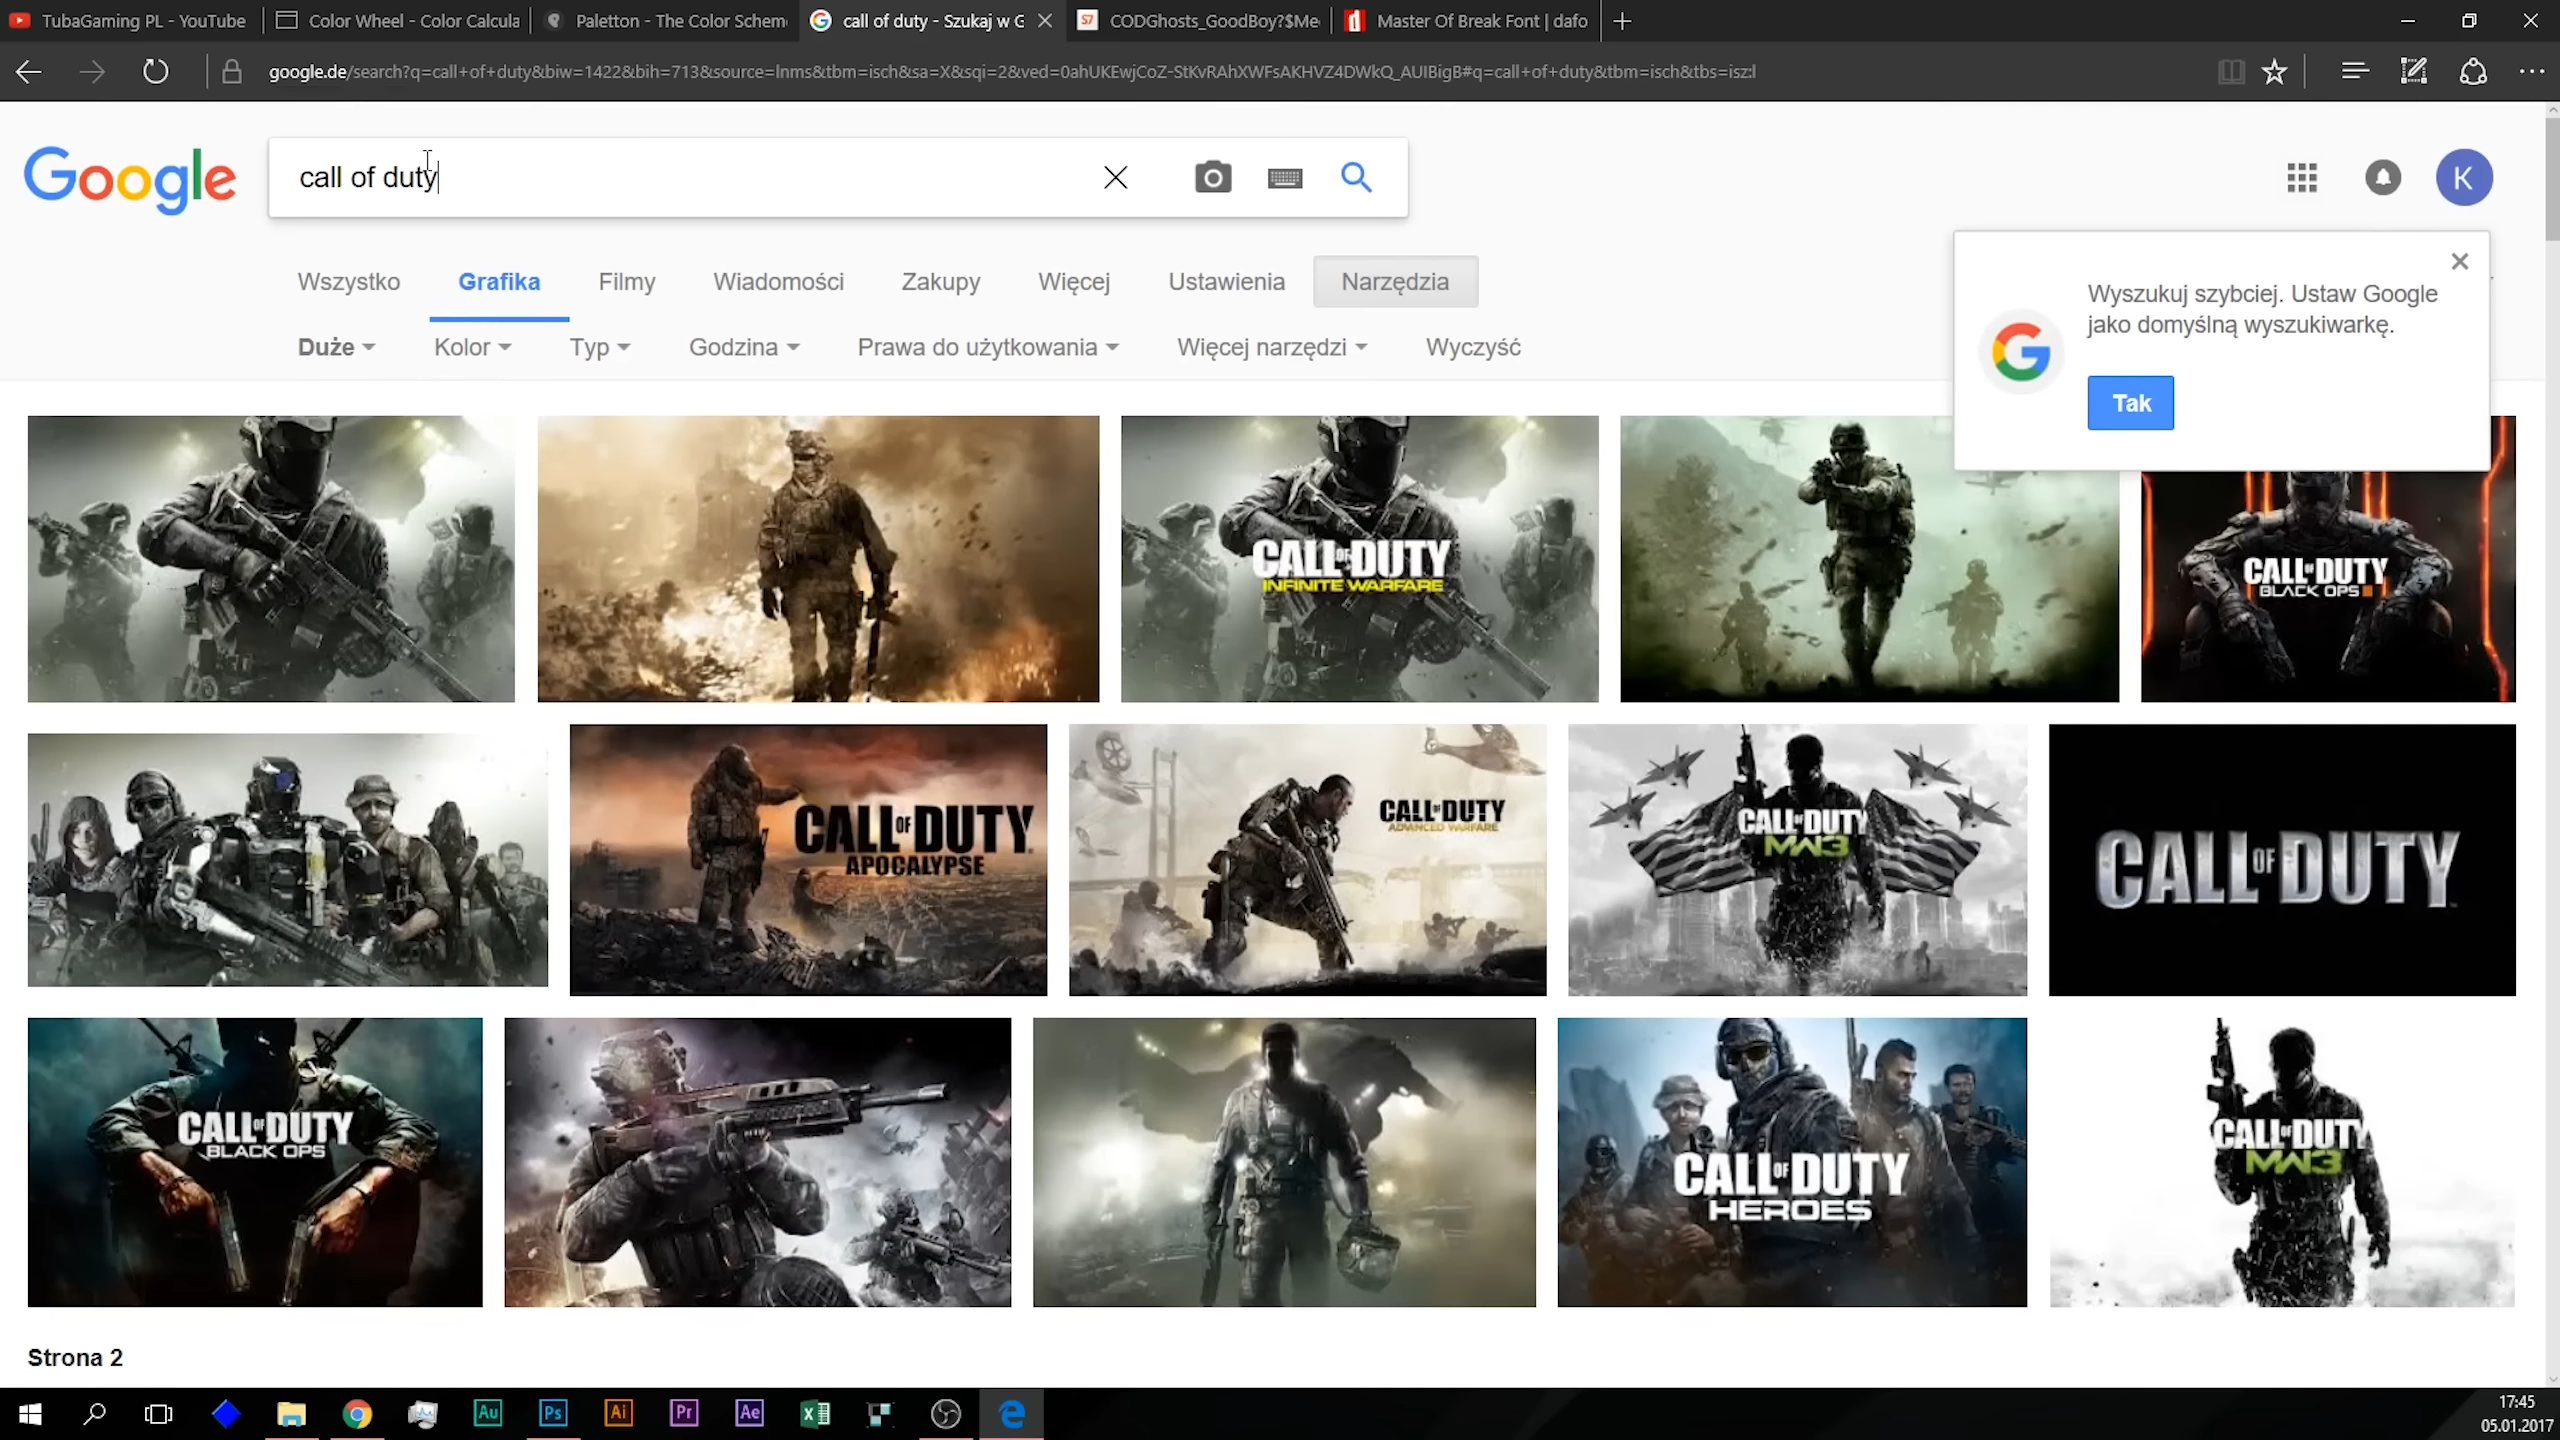 TubaGaming PL - YouTube
Color Wheel - Color Calcula
Paletton - The Color Schem
call of duty - Szukaj w G
CODGhosts_GoodBoy?$Me
Master Of Break Font | dafo
google.de/search?q=call+of+duty&biw=1422&bih=713&source=lnms&tbm=isch&sa=X&sqi=2&ved=0ahUKEwjCoZ-StKvRAhXWFsAKHVZ4DWkQ_AUIBigB#q=call+of+duty&tbm=isch&tbs=isz:l
Google
call of duty
K
Wszystko
Grafika
Filmy
Wiadomości
Zakupy
Więcej
Ustawienia
Narzędzia
Duże
Kolor
Typ
Godzina
Prawa do użytkowania
Więcej narzędzi
Wyczyść
Wyszukuj szybciej. Ustaw Google
jako domyślną wyszukiwarkę.
Tak
CALL OF DUTY
INFINITE WARFARE
CALL OF DUTY
BLACK OPS III
CALL OF DUTY
APOCALYPSE
CALL OF DUTY
ADVANCED WARFARE
CALL OF DUTY
MW3
CALL OF DUTY
CALL OF DUTY
BLACK OPS
CALL OF DUTY
HEROES
CALL OF DUTY
MW3
Strona 2
Au
Ps
Ai
Pr
Ae
17:45
05.01.2017